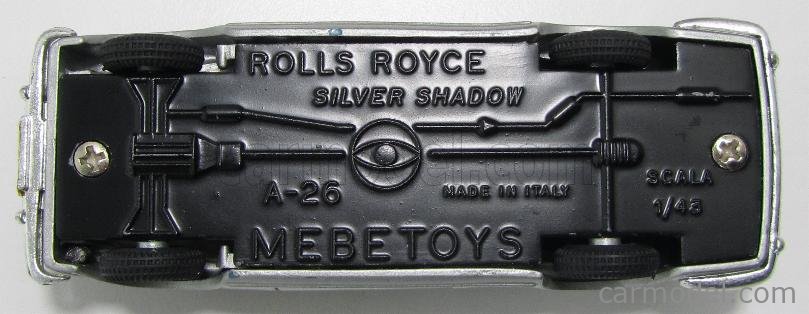 ROLLS ROYCE
SILVER SHADOW
A-26
MADE IN ITALY
SCALA
1/43
MEBETOYS
carmodel.com